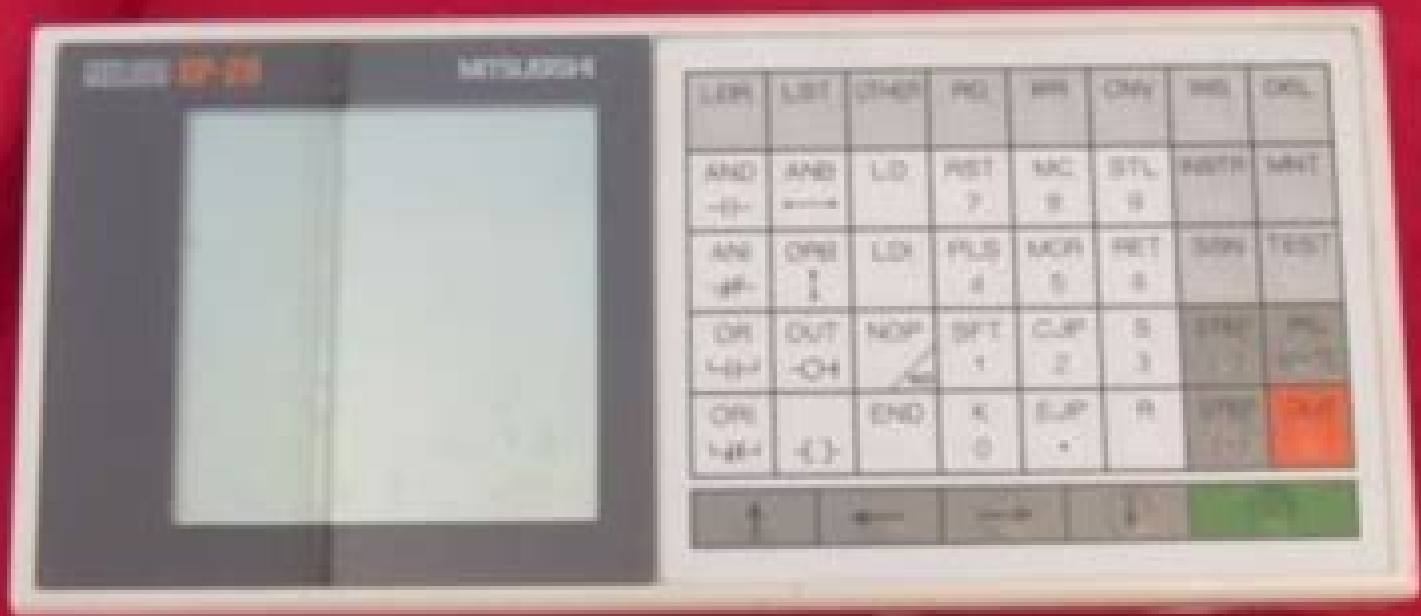 MITSUBISHI
LDR LIST OTHER RD WR CNV INS DEL
AND ANB LD RST MC STL INSTR MNT
7 8 9
ANI ORB LDI PLS MCR RET TEST
4 5 6
OR OUT NOP SFT CJP S
1 2 3
ORI END K EJP R STEP
0